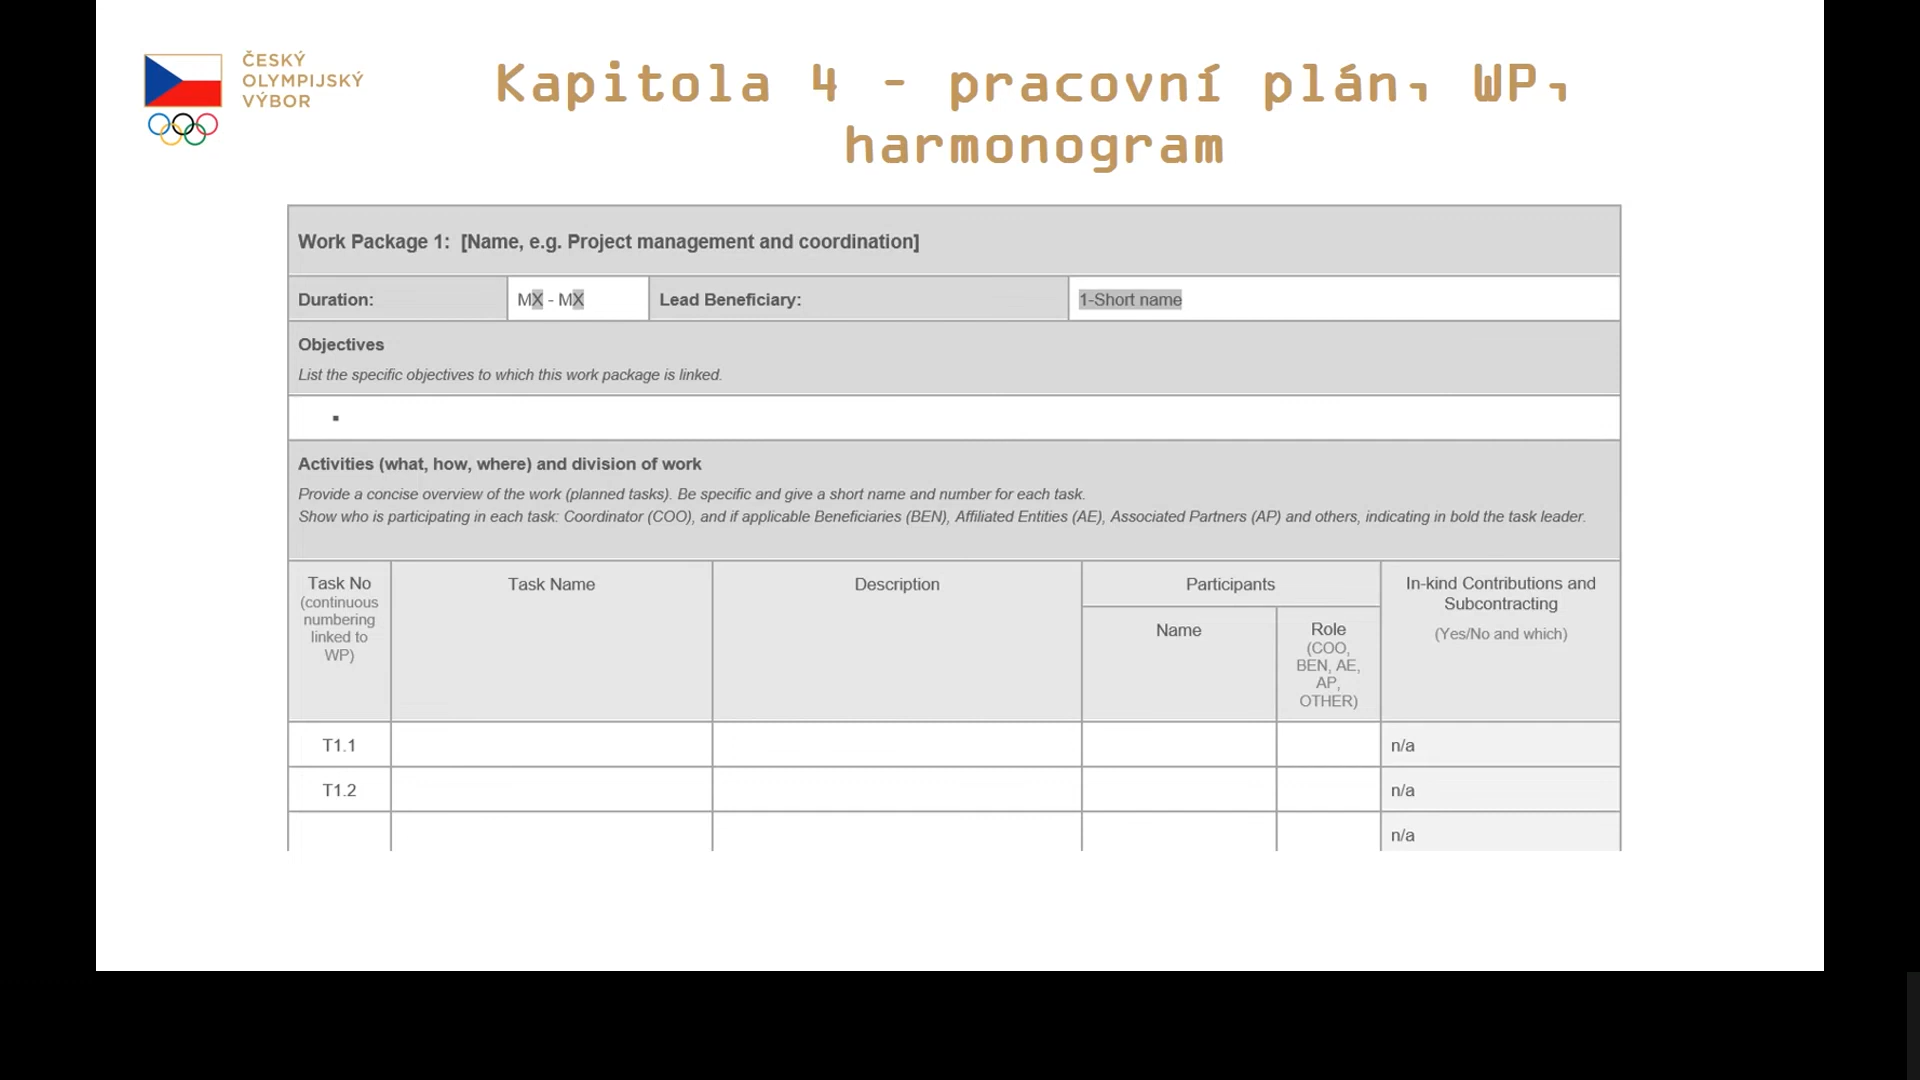 ČESKÝ
OLYMPIJSKÝ
VÝBOR
Kapitola 4 - pracovní plán, WP,
harmonogram
Work Package 1: [Name, e.g. Project management and coordination]
Duration: MX - MX Lead Beneficiary: 1-Short name
Objectives
List the specific objectives to which this work package is linked.
▪
Activities (what, how, where) and division of work
Provide a concise overview of the work (planned tasks). Be specific and give a short name and number for each task.
Show who is participating in each task: Coordinator (COO), and if applicable Beneficiaries (BEN), Affiliated Entities (AE), Associated Partners (AP) and others, indicating in bold the task leader.
Task No
(continuous
numbering
linked to
WP)
Task Name
Description
Participants
Name
Role
(COO,
BEN, AE,
AP,
OTHER)
In-kind Contributions and
Subcontracting
(Yes/No and which)
T1.1 n/a
T1.2 n/a
n/a